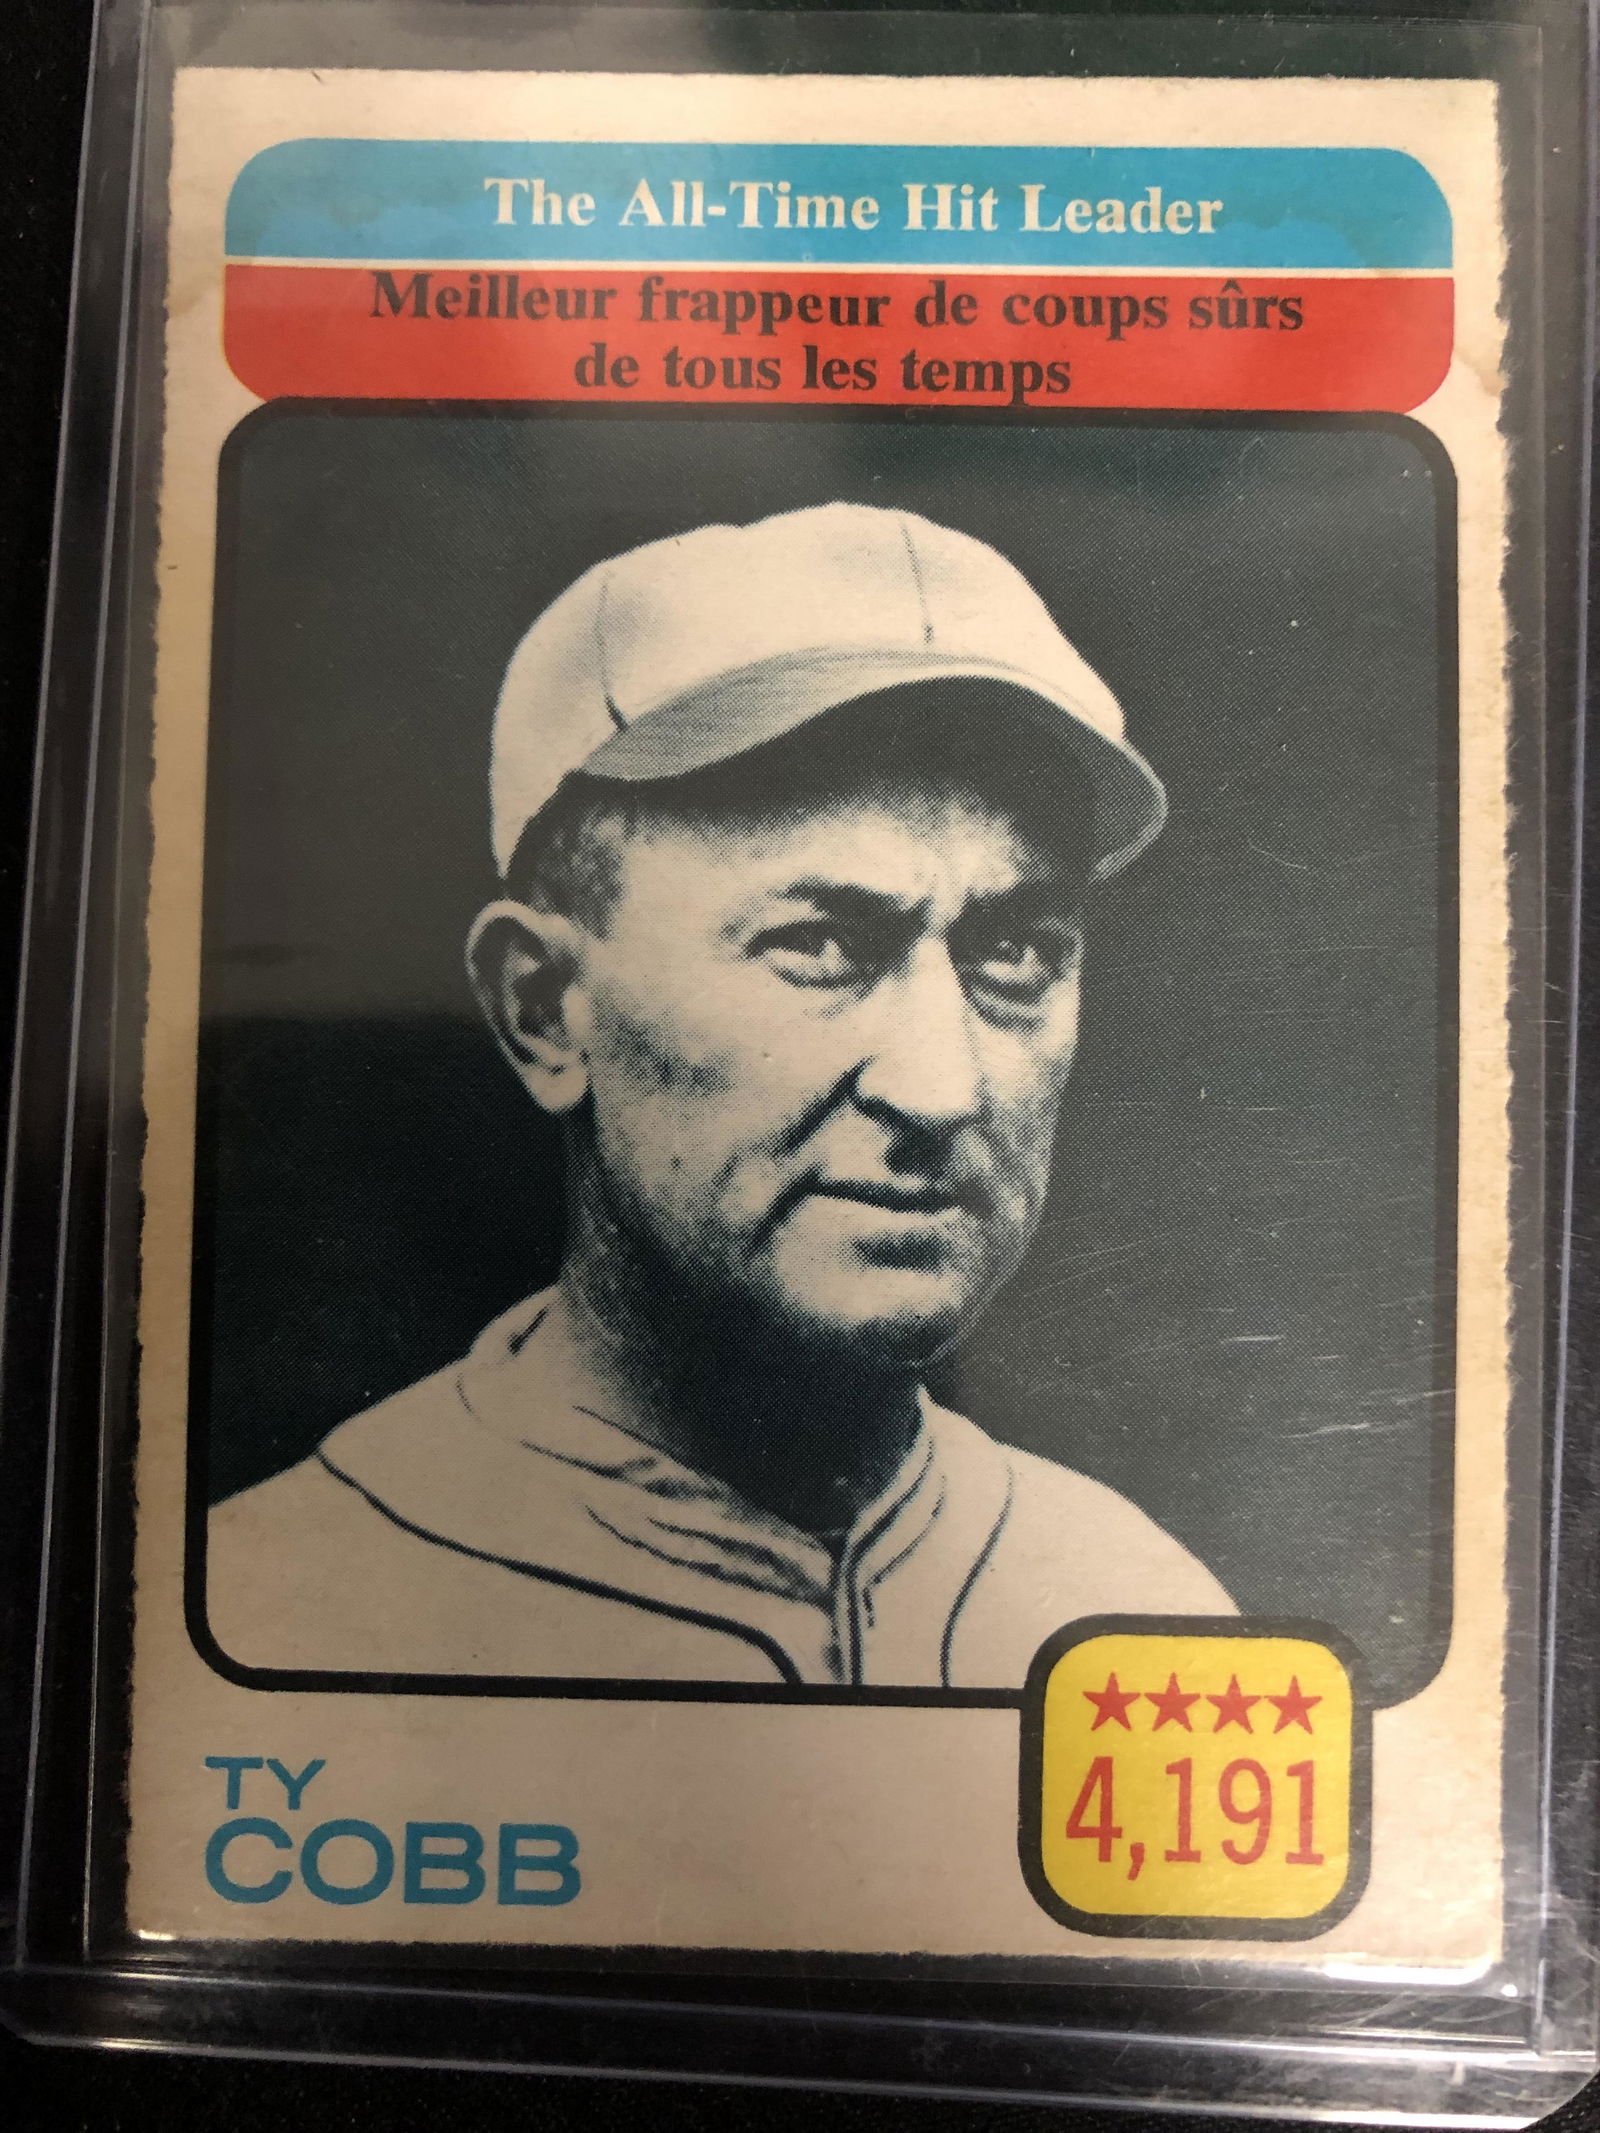 The All-Time Hit Leader
Meilleur frappeur de coups sûrs
de tous les temps
★★★★
4,191
TY
COBB